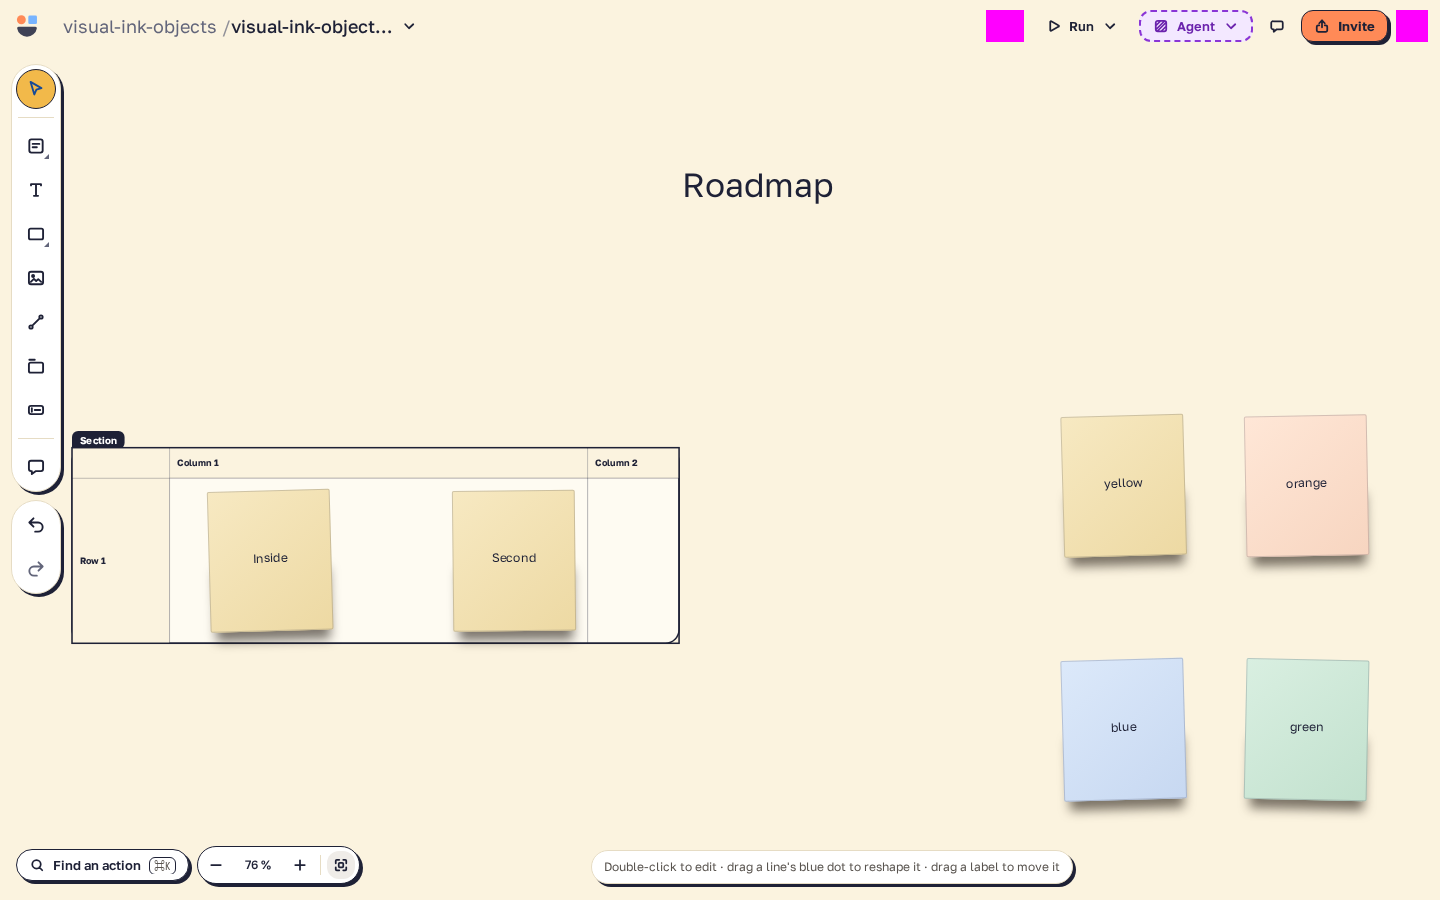 visual-ink-objects / visual-ink-object...
Run
Agent
Invite
Roadmap
Section
Column 1
Column 2
Row 1
Inside
Second
yellow
orange
blue
green
Find an action ⌘K
76 %
Double-click to edit · drag a line's blue dot to reshape it · drag a label to move it